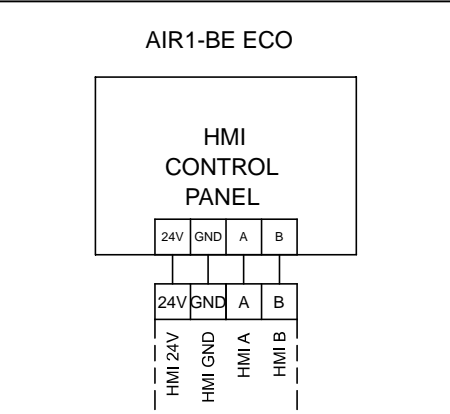 AIR1-BE ECO
HMI
CONTROL
PANEL
24V GND A B
24V GND A B
HMI 24V
HMI GND
HMI A
HMI B